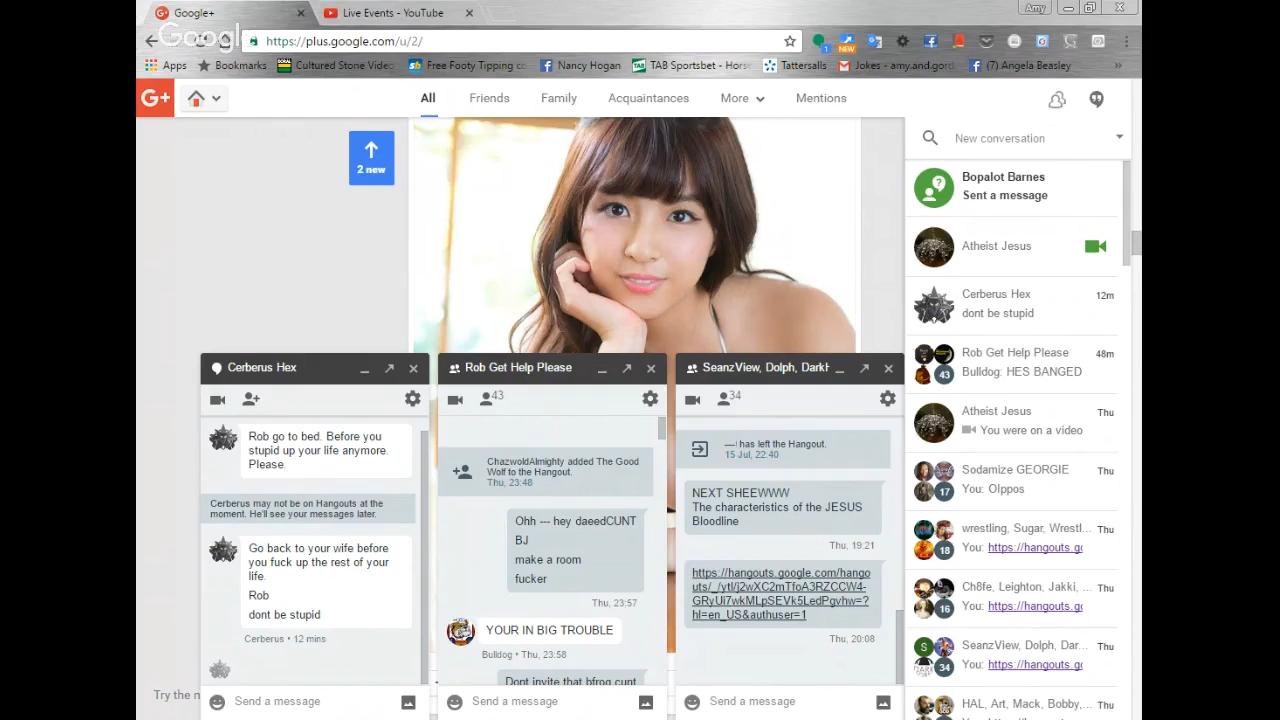 Google+
Live Events - YouTube
Amy
Google
https://plus.google.com/u/2/
NEW
Apps
Bookmarks
Cultured Stone Video
Free Footy Tipping co
Nancy Hogan
TAB Sportsbet - Horse
Tattersalls
Jokes - amy.and.gord
(7) Angela Beasley
G+
All
Friends
Family
Acquaintances
More
Mentions
2 new
New conversation
Bopalot Barnes
Sent a message
Atheist Jesus
Cerberus Hex
12m
dont be stupid
Rob Get Help Please
48m
43
Bulldog: HES BANGED
Atheist Jesus
Thu
You were on a video
Sodamize GEORGIE
Thu
17
You: Olppos
wrestling, Sugar, Wrestl...
Thu
18
You: https://hangouts.gc
Ch8fe, Leighton, Jakki, ...
Thu
16
You: https://hangouts.gc
SeanzView, Dolph, Dar...
Thu
S
34
You: https://hangouts.gc
HAL, Art, Mack, Bobby,...
Thu
Cerberus Hex
Rob go to bed. Before you
stupid up your life anymore.
Please.
Cerberus may not be on Hangouts at the
moment. He'll see your messages later.
Go back to your wife before
you fuck up the rest of your
life.
Rob
dont be stupid
Cerberus • 12 mins
Send a message
Rob Get Help Please
43
ChazwoldAlmighty added The Good
Wolf to the Hangout.
Thu, 23:48
Ohh --- hey daeedCUNT
BJ
make a room
fucker
Thu, 23:57
YOUR IN BIG TROUBLE
Bulldog • Thu, 23:58
Dont invite that bfrog cunt
Send a message
SeanzView, Dolph, Dark
34
has left the Hangout.
15 Jul, 22:40
NEXT SHEEWWW
The characteristics of the JESUS
Bloodline
Thu, 19:21
https://hangouts.google.com/hango
uts/_/ytl/j2wXC2mTfoA3RZCCW4-
GRyUi7wkMLpSEVk5LedPgvhw=?
hl=en_US&authuser=1
Thu, 20:08
Send a message
Try the n